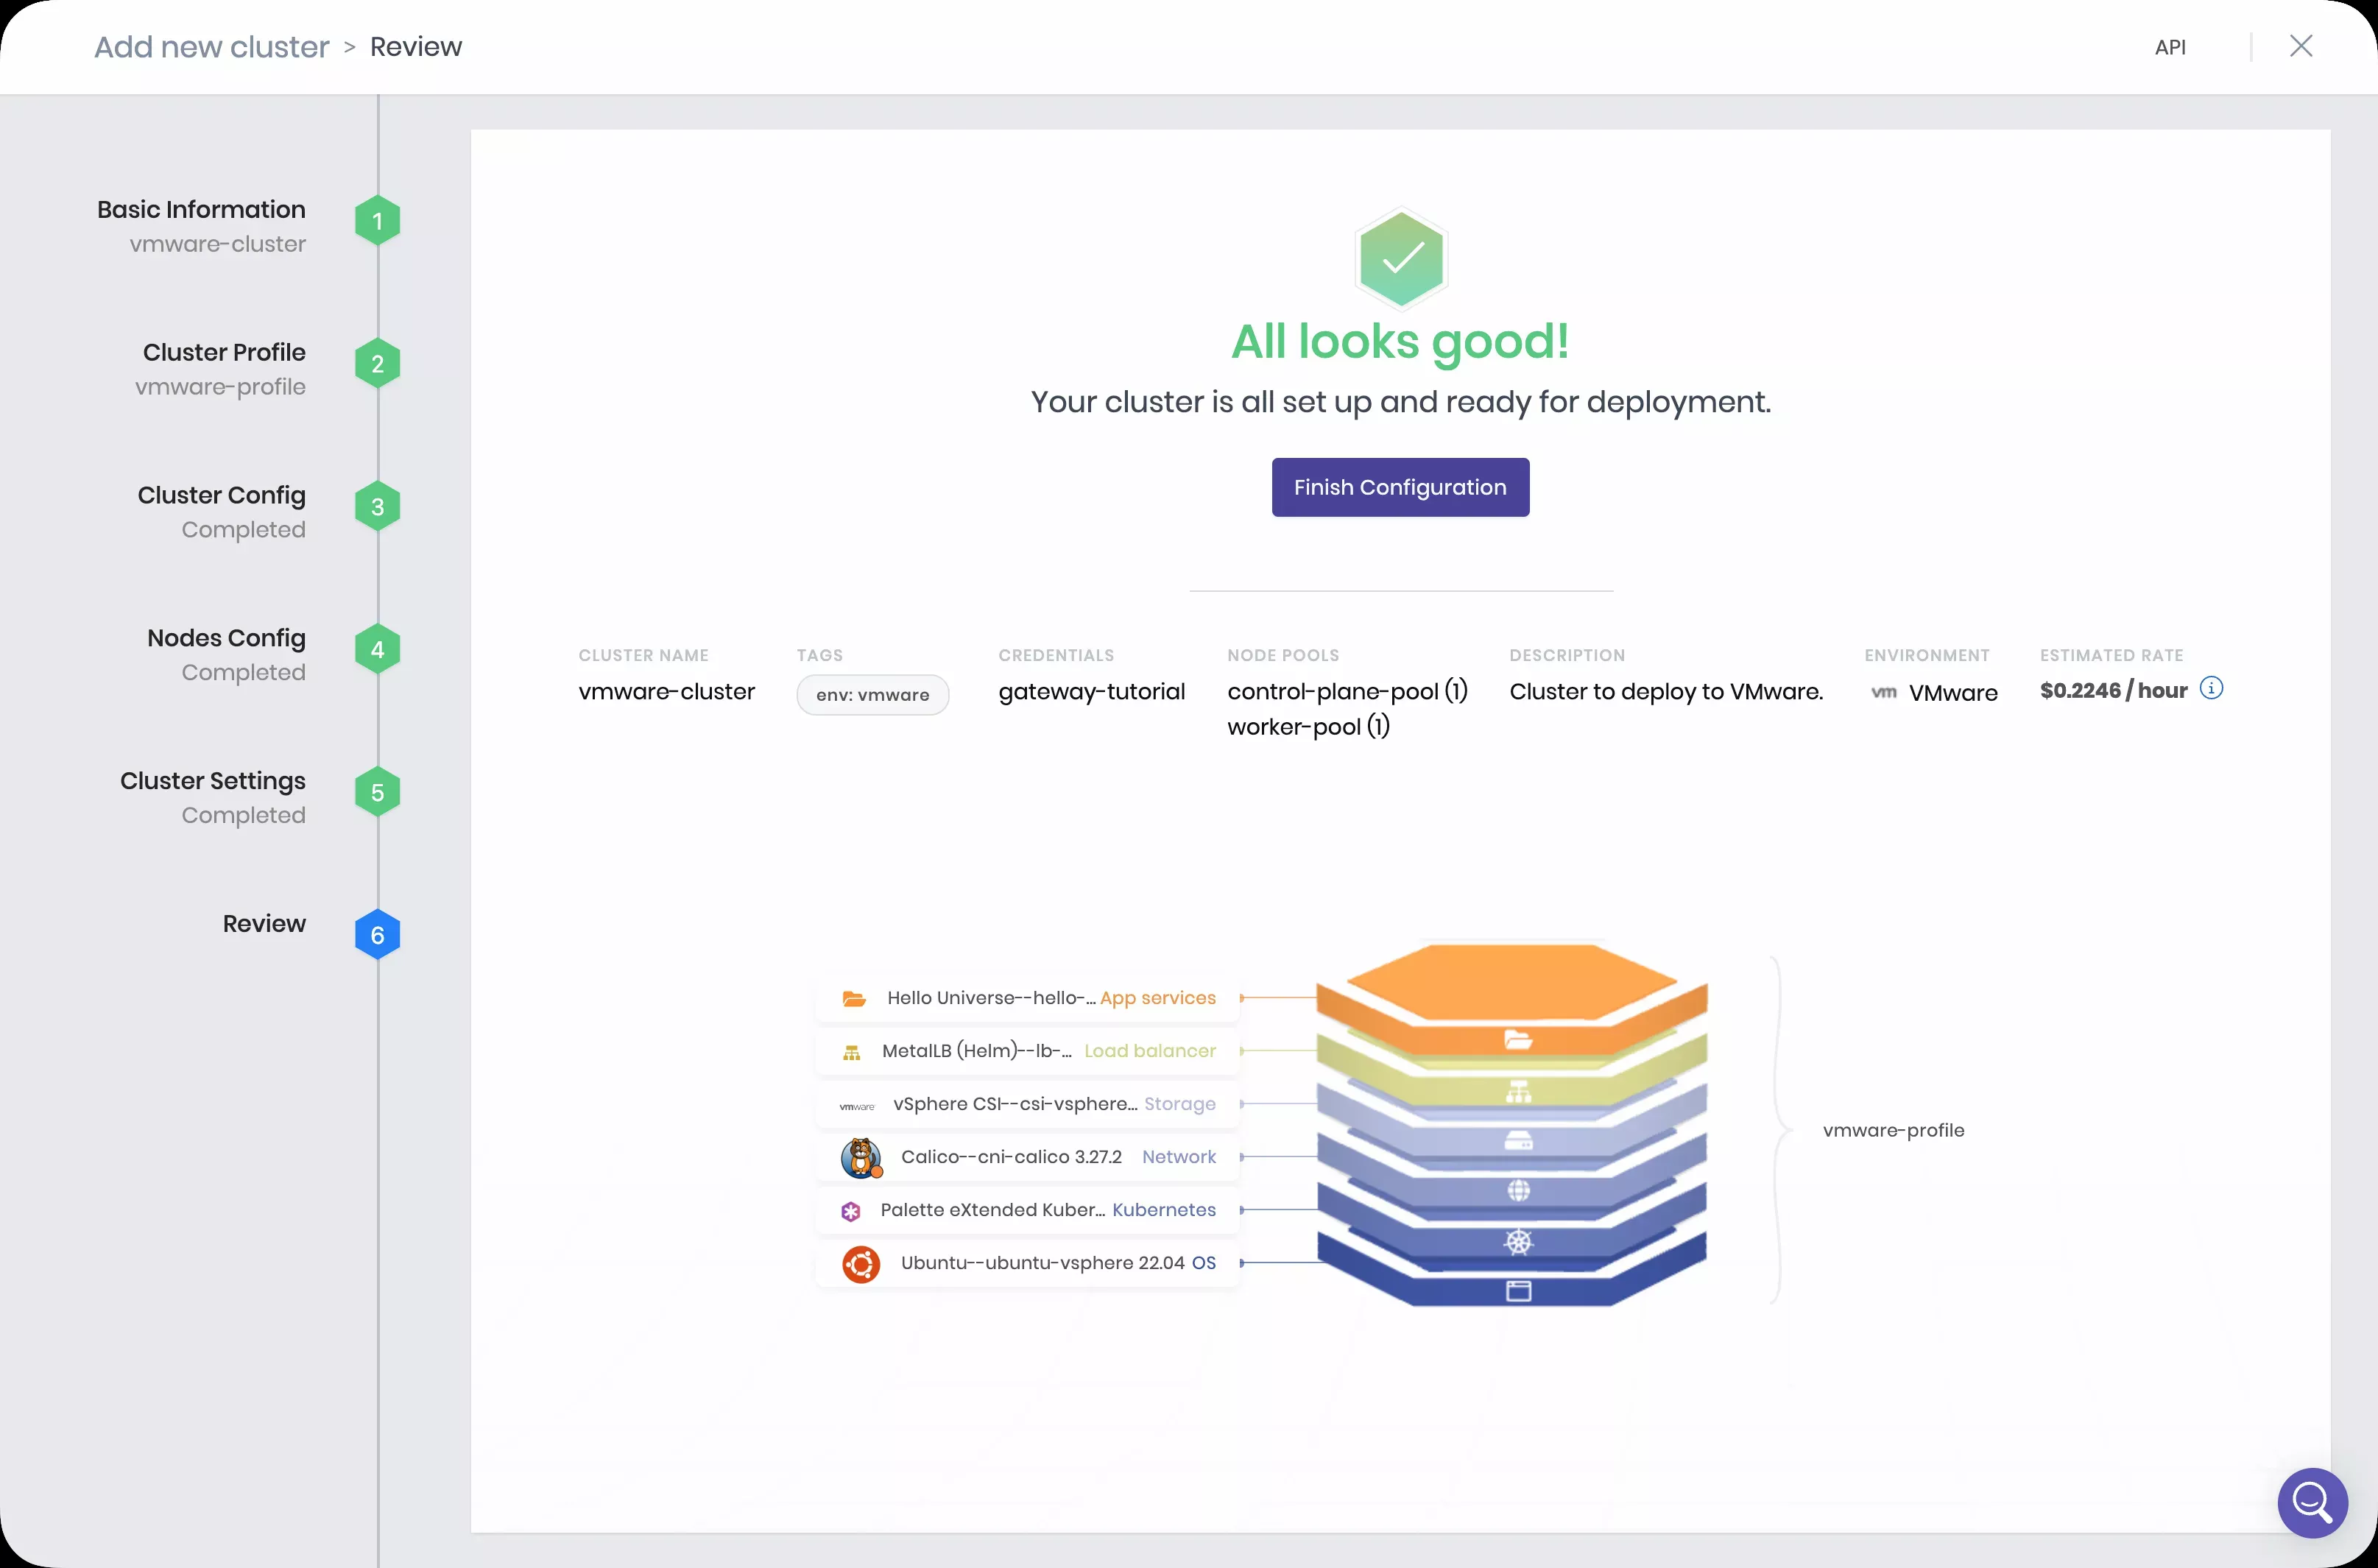 Add new cluster > Review
API
Basic Information
vmware-cluster
1
Cluster Profile
vmware-profile
2
Cluster Config
Completed
3
Nodes Config
Completed
4
Cluster Settings
Completed
5
Review
6
All looks good!
Your cluster is all set up and ready for deployment.
Finish Configuration
CLUSTER NAME
vmware-cluster
TAGS
env: vmware
CREDENTIALS
gateway-tutorial
NODE POOLS
control-plane-pool (1)
worker-pool (1)
DESCRIPTION
Cluster to deploy to VMware.
ENVIRONMENT
vm VMware
ESTIMATED RATE
$0.2246 / hour
Hello Universe--hello-... App services
MetalLB (Helm)--lb-... Load balancer
vmware vSphere CSI--csi-vsphere... Storage
Calico--cni-calico 3.27.2 Network
Palette eXtended Kuber... Kubernetes
Ubuntu--ubuntu-vsphere 22.04 OS
vmware-profile